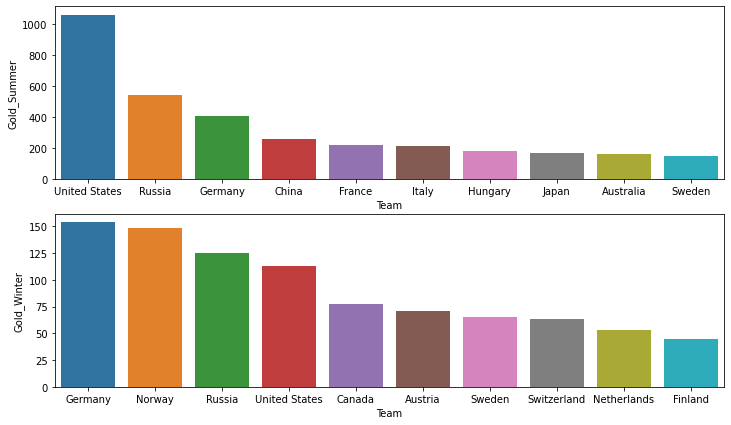 Gold_Summer
1000
800
600
400
200
0
United States Russia Germany China France Italy Hungary Japan Australia Sweden
Team
Gold_Winter
150
125
100
75
50
25
0
Germany Norway Russia United States Canada Austria Sweden Switzerland Netherlands Finland
Team